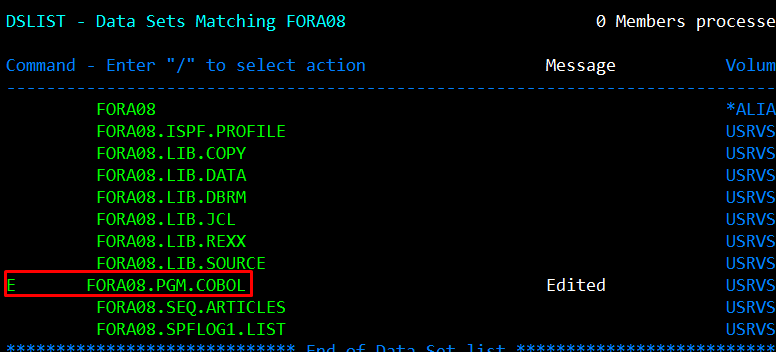 DSLIST - Data Sets Matching FORA08 0 Members processe
Command - Enter "/" to select action Message Volum
-------------------------------------------------------------------------------
FORA08 *ALIA
FORA08.ISPF.PROFILE USRVS
FORA08.LIB.COPY USRVS
FORA08.LIB.DATA USRVS
FORA08.LIB.DBRM USRVS
FORA08.LIB.JCL USRVS
FORA08.LIB.REXX USRVS
FORA08.LIB.SOURCE USRVS
E FORA08.PGM.COBOL Edited USRVS
FORA08.SEQ.ARTICLES USRVS
FORA08.SPFLOG1.LIST USRVS
***************************** End of Data Set list **************************